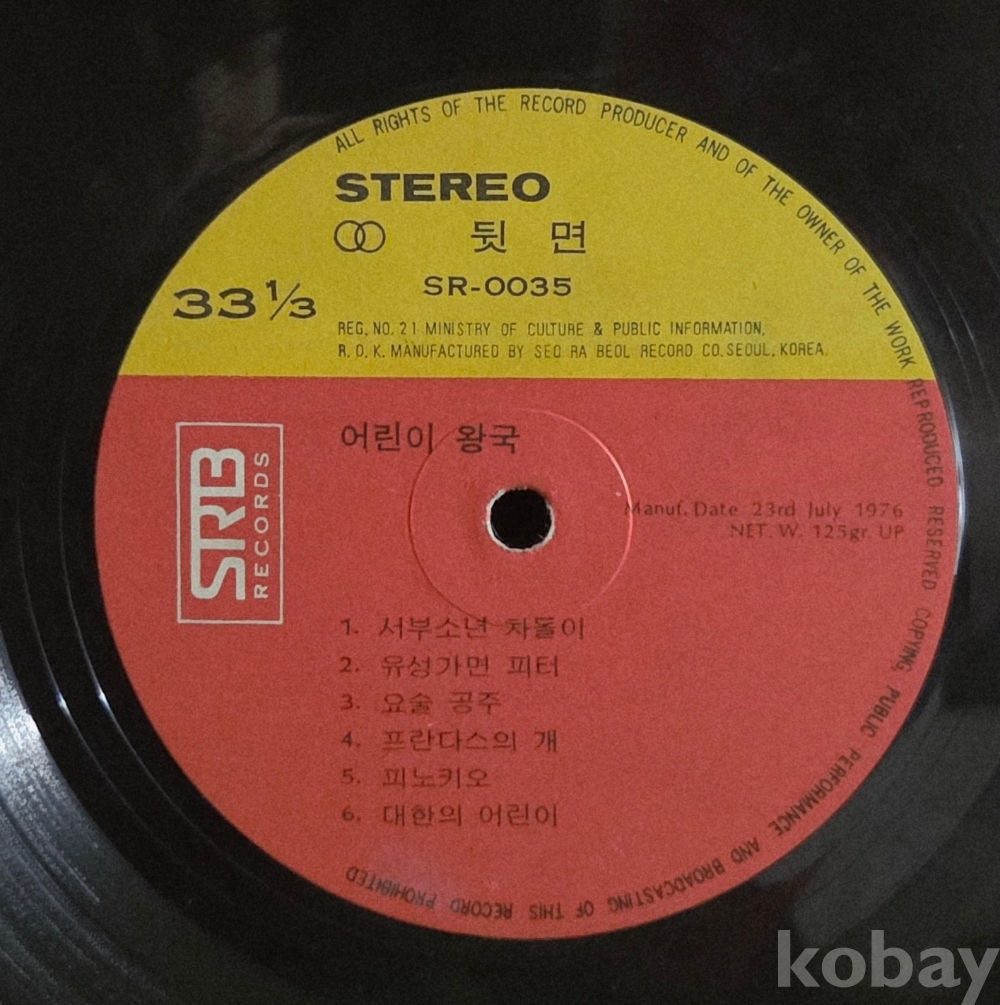 ALL RIGHTS OF THE RECORD PRODUCER AND OF THE OWNER OF THE WORK REPRODUCED RESERVED COPYING, PUBLIC PERFORMANCE AND BROADCASTING OF THIS RECORD PROHIBITED
STEREO
뒷 면
SR-0035
33 1/3
REG. NO. 21 MINISTRY OF CULTURE & PUBLIC INFORMATION,
R. O. K. MANUFACTURED BY SEO RA BEOL RECORD CO. SEOUL, KOREA.
어린이 왕국
SRB
RECORDS
Manuf. Date 23rd July 1976
NET. W. 125gr. UP
1. 서부소년 차돌이
2. 유성가면 피터
3. 요술 공주
4. 프란다스의 개
5. 피노키오
6. 대한의 어린이
kobay